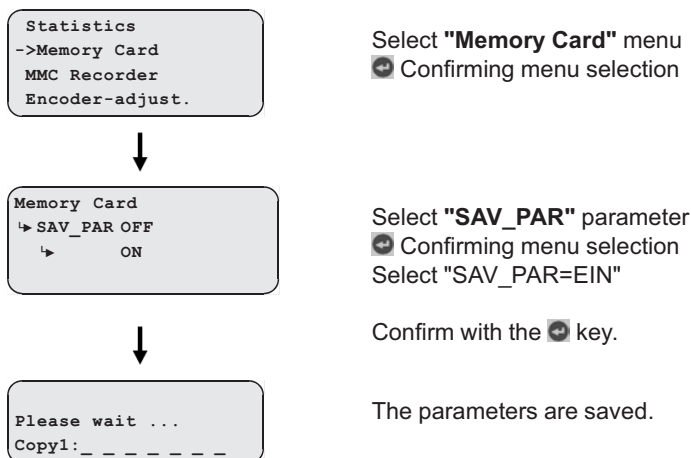 Statistics
->Memory Card
MMC Recorder
Encoder-adjust.
Select "Memory Card" menu
Confirming menu selection
Memory Card
↳ SAV_PAR OFF
↳ ON
Select "SAV_PAR" parameter
Confirming menu selection
Select "SAV_PAR=EIN"
Confirm with the key.
Please wait ...
Copy1:_ _ _ _ _ _ _
The parameters are saved.